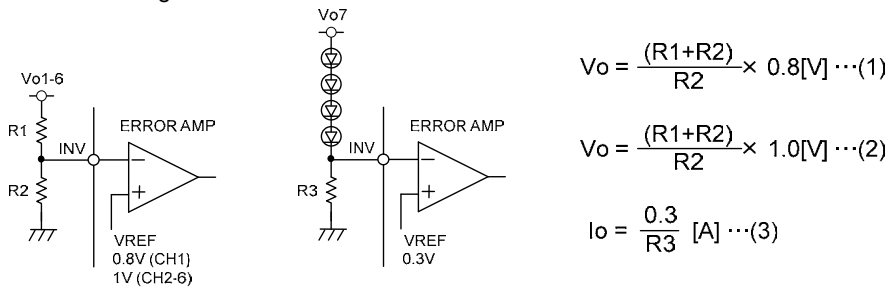 Vo1-6
R1
INV
R2
ERROR AMP
−
+
VREF
0.8V (CH1)
1V (CH2-6)
Vo7
INV
R3
ERROR AMP
−
+
VREF
0.3V
Vo = (R1+R2) / R2 × 0.8[V] ···(1)
Vo = (R1+R2) / R2 × 1.0[V] ···(2)
Io = 0.3 / R3 [A] ···(3)